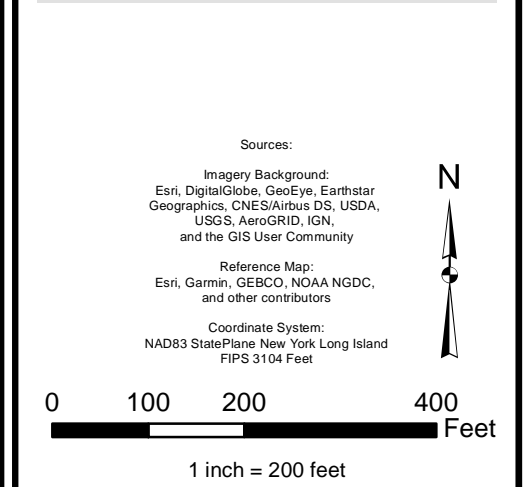 Sources:
Imagery Background:
Esri, DigitalGlobe, GeoEye, Earthstar
Geographics, CNES/Airbus DS, USDA,
USGS, AeroGRID, IGN,
and the GIS User Community
Reference Map:
Esri, Garmin, GEBCO, NOAA NGDC,
and other contributors
Coordinate System:
NAD83 StatePlane New York Long Island
FIPS 3104 Feet
N
0 100 200 400
Feet
1 inch = 200 feet